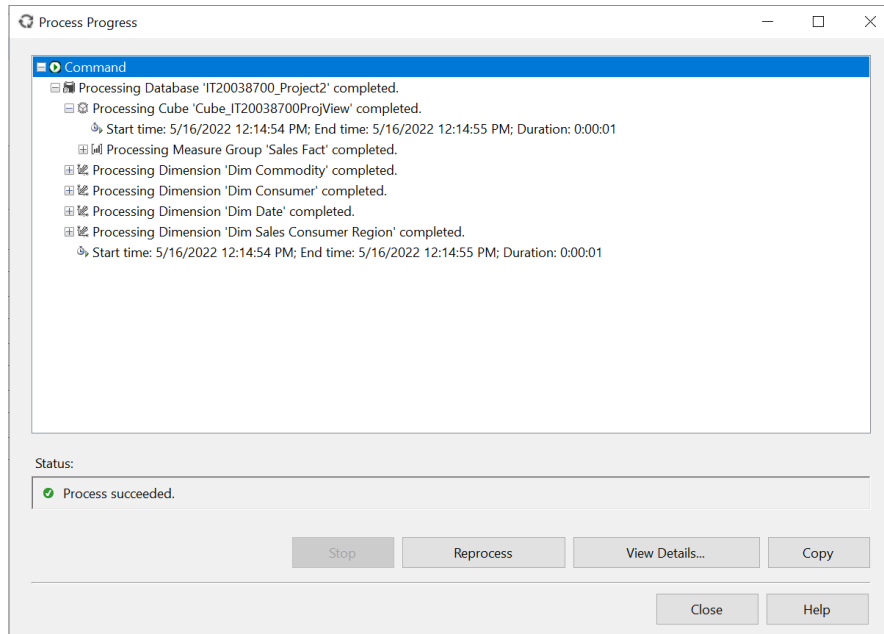 Process Progress
Command
Processing Database 'IT20038700_Project2' completed.
Processing Cube 'Cube_IT20038700ProjView' completed.
Start time: 5/16/2022 12:14:54 PM; End time: 5/16/2022 12:14:55 PM; Duration: 0:00:01
Processing Measure Group 'Sales Fact' completed.
Processing Dimension 'Dim Commodity' completed.
Processing Dimension 'Dim Consumer' completed.
Processing Dimension 'Dim Date' completed.
Processing Dimension 'Dim Sales Consumer Region' completed.
Start time: 5/16/2022 12:14:54 PM; End time: 5/16/2022 12:14:55 PM; Duration: 0:00:01
Status:
Process succeeded.
Stop Reprocess View Details... Copy
Close Help